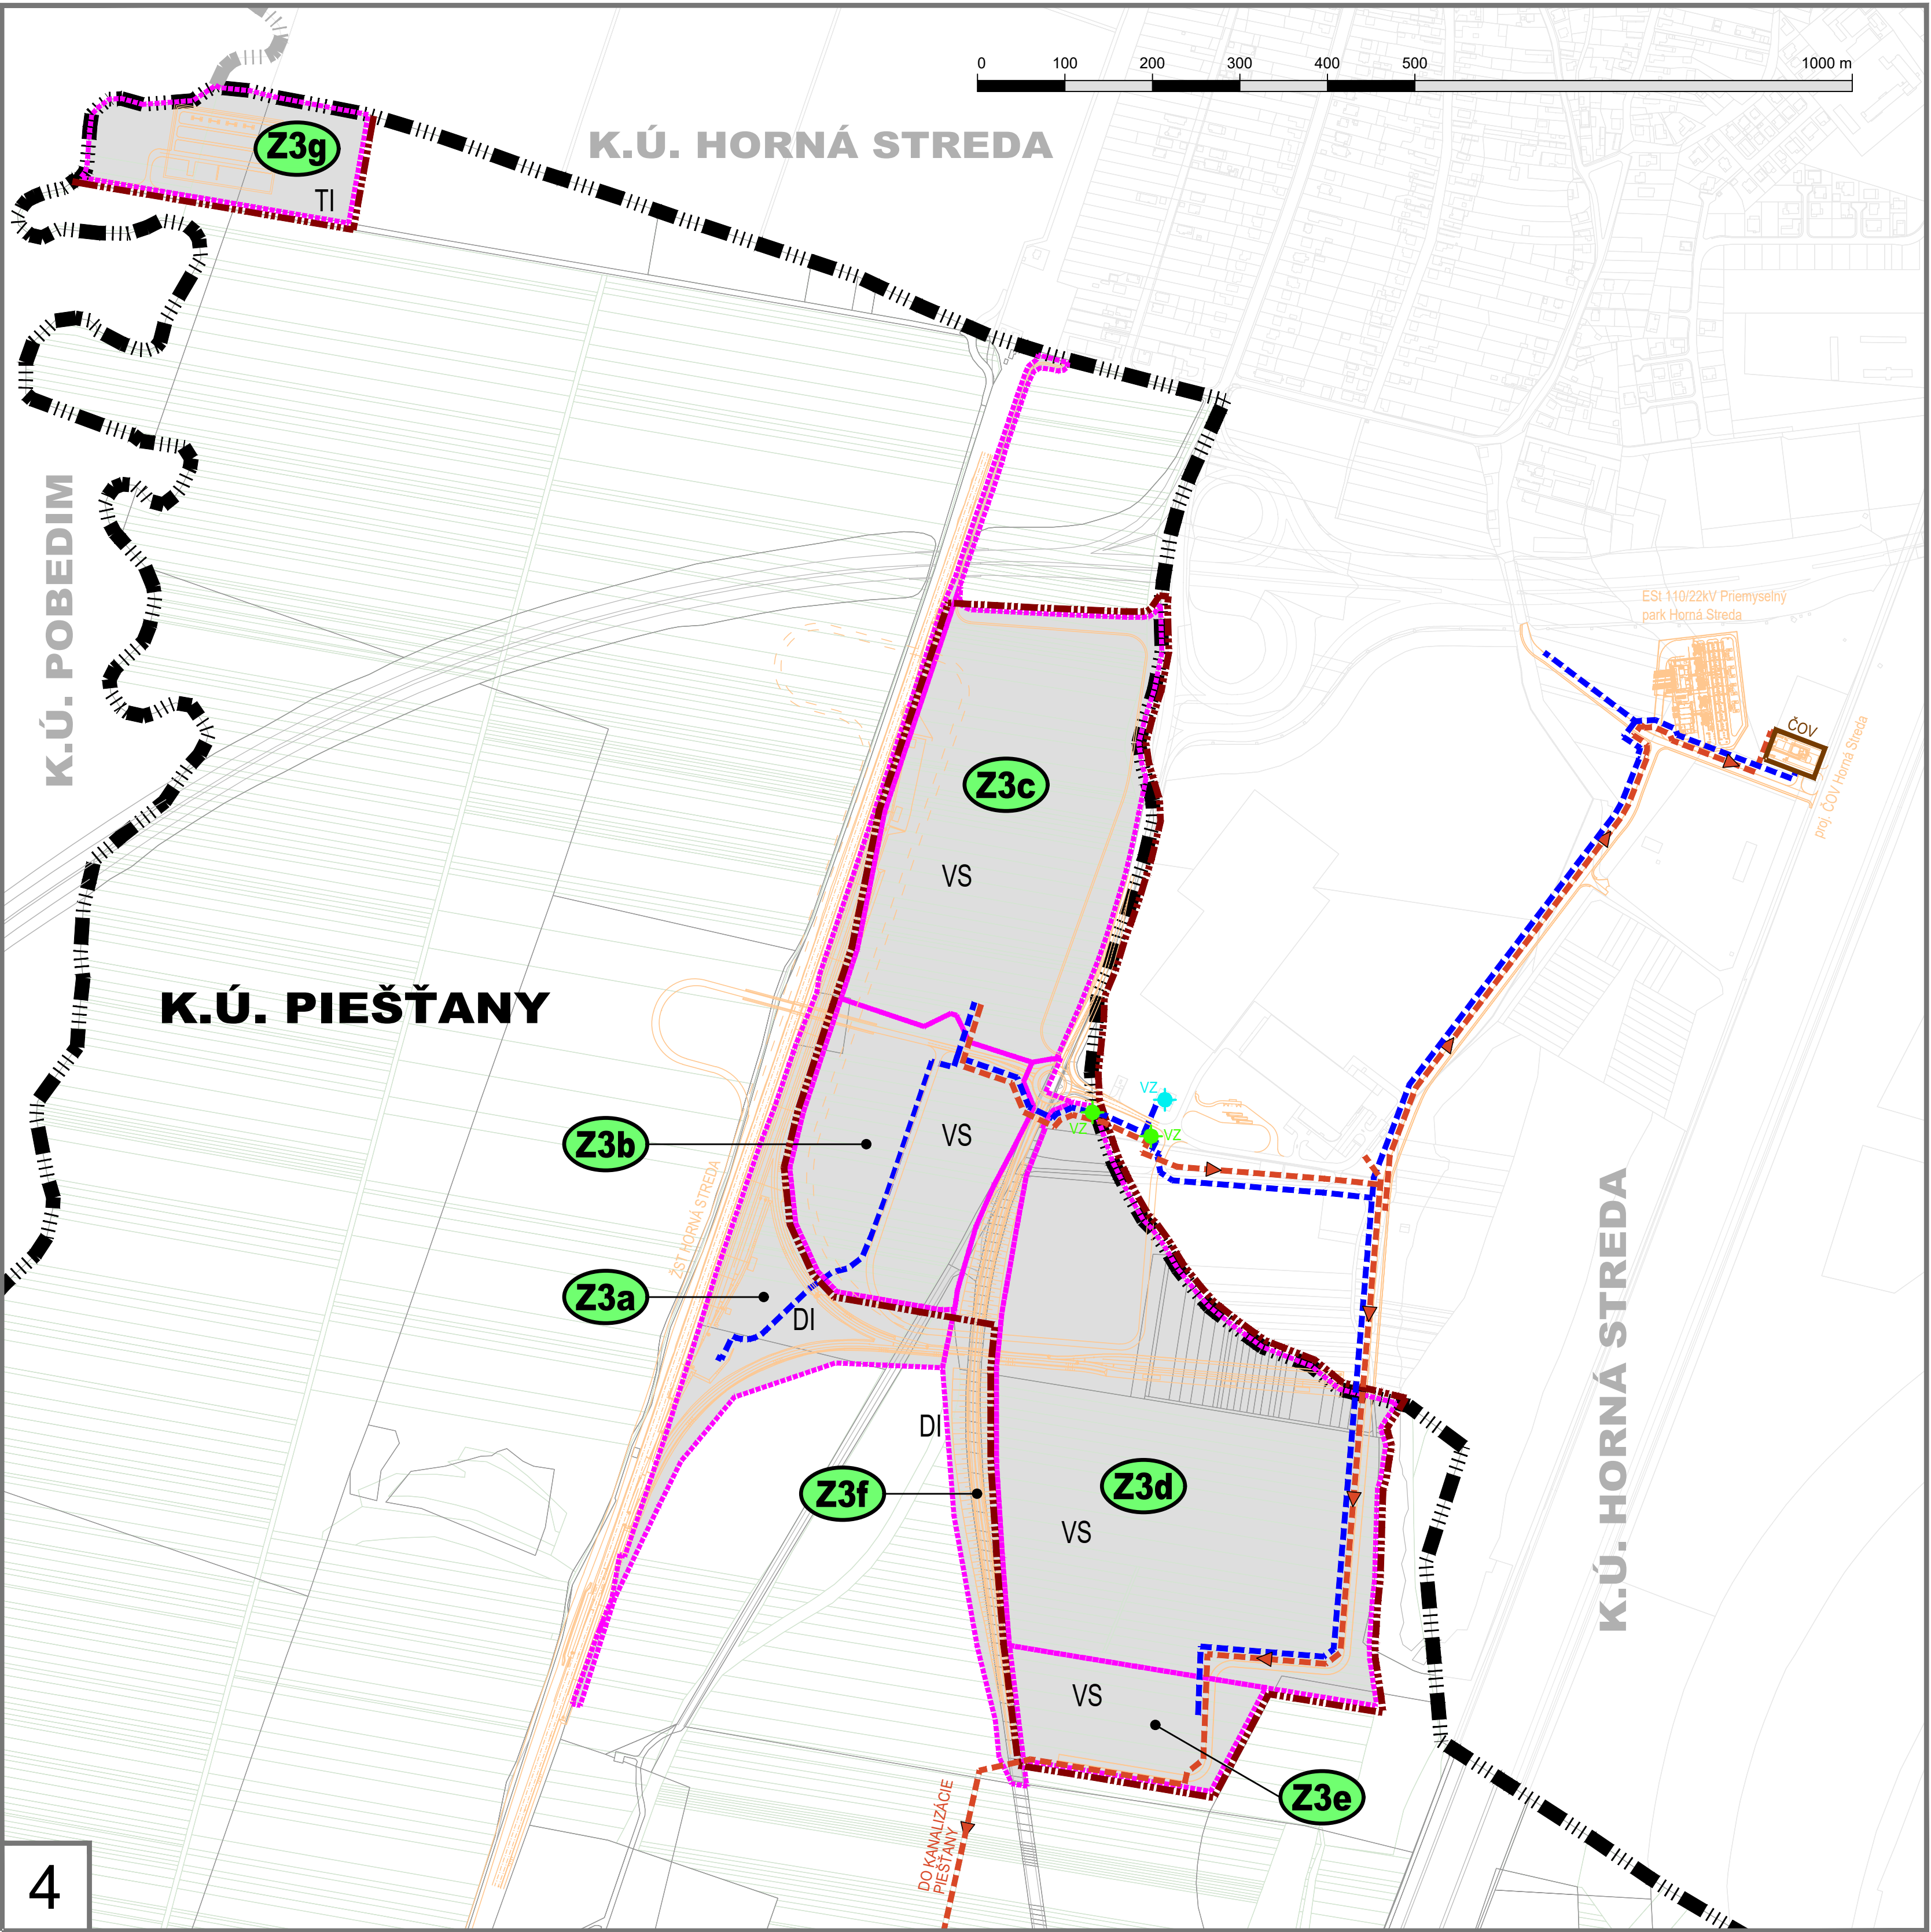 0 100 200 300 400 500 1000 m
K.Ú. HORNÁ STREDA
Z3g
TI
K.Ú. POBEDIM
ESt 110/22kV Priemyselný
park Horná Streda
ČOV
proj. ČOV Horná Streda
Z3c
VS
K.Ú. PIEŠŤANY
VZ
VZ
VZ
Z3b
VS
ŽST HORNÁ STREDA
Z3a
DI
K.Ú. HORNÁ STREDA
DI
Z3f
Z3d
VS
VS
Z3e
DO KANALIZÁCIE
PIEŠŤANY
4